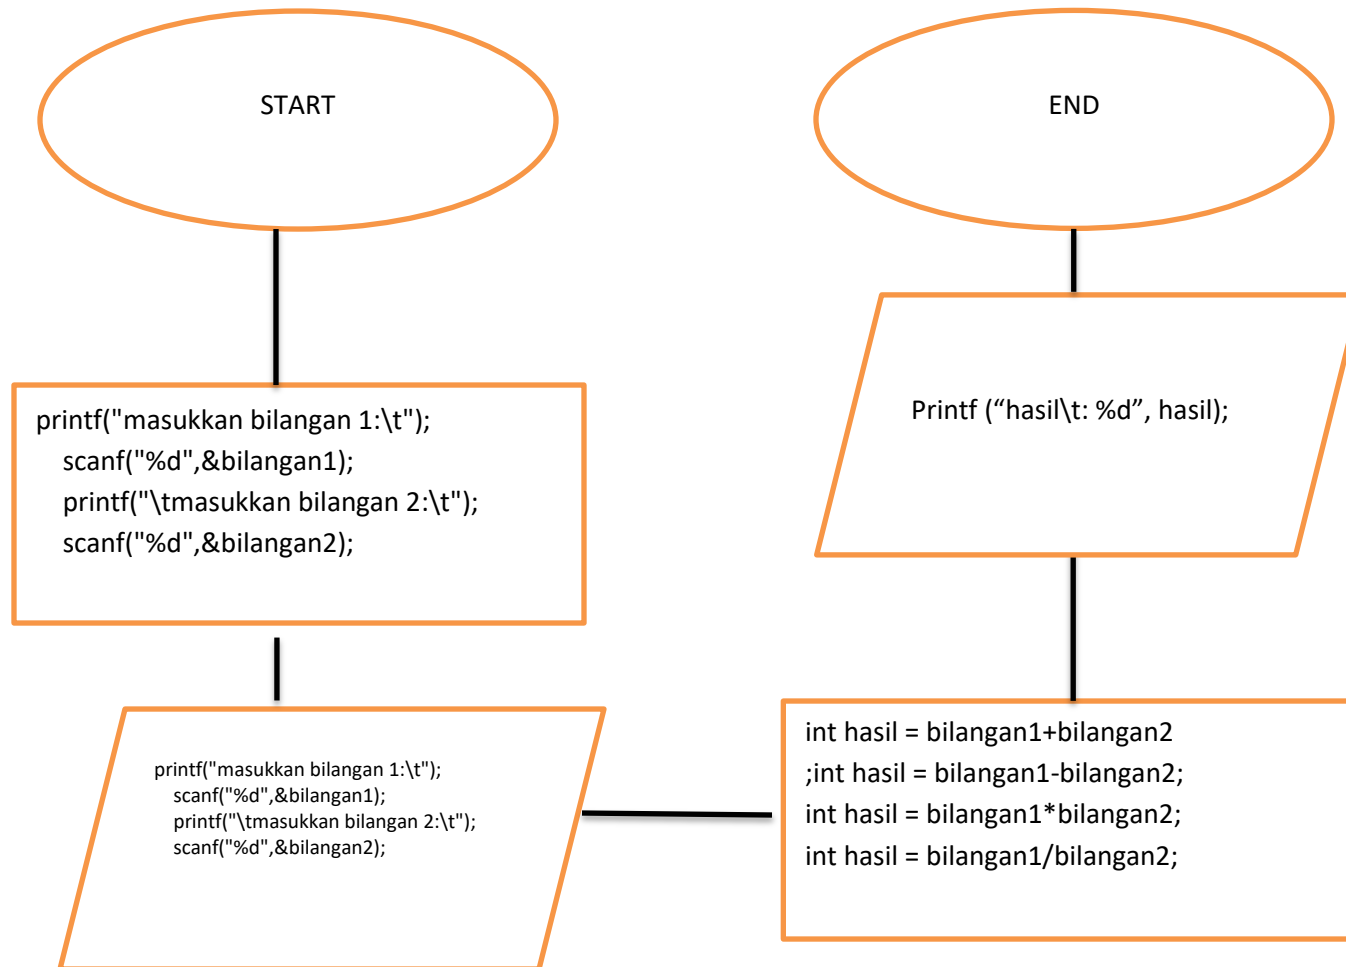 START
printf("masukkan bilangan 1:\t");
scanf("%d",&bilangan1);
printf("\tmasukkan bilangan 2:\t");
scanf("%d",&bilangan2);
printf("masukkan bilangan 1:\t");
scanf("%d",&bilangan1);
printf("\tmasukkan bilangan 2:\t");
scanf("%d",&bilangan2);
int hasil = bilangan1+bilangan2
;int hasil = bilangan1-bilangan2;
int hasil = bilangan1*bilangan2;
int hasil = bilangan1/bilangan2;
Printf (“hasil\t: %d”, hasil);
END